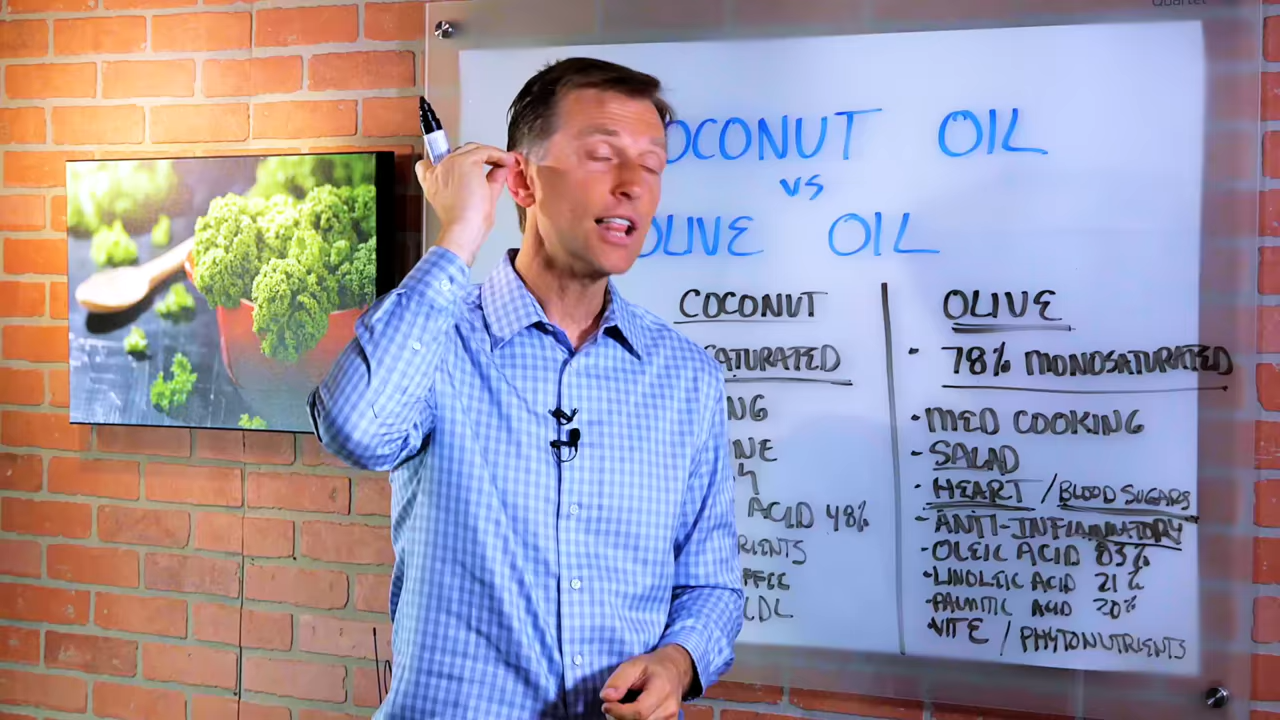 Quartet
OCONUT OIL
VS
OLIVE OIL
COCONUT
SATURATED
NG
NE
ACID 48%
RIENTS
FFEE
LDL
OLIVE
• 78% MONOSATURATED
• MED COOKING
• SALAD
• HEART / BLOOD SUGARS
- ANTI-INFLAMMATORY
- OLEIC ACID 83%
- LINOLEIC ACID 21%
- PALMITIC ACID 20%
- VIT E / PHYTONUTRIENTS